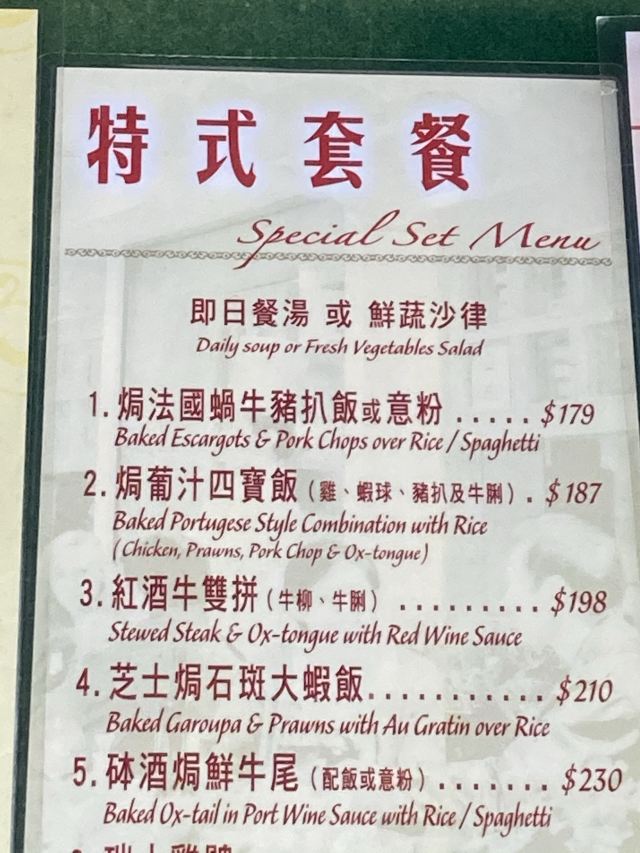 特式套餐
Special Set Menu
即日餐湯 或 鮮蔬沙律
Daily soup or Fresh Vegetables Salad
1. 焗法國蝸牛豬扒飯或意粉 ..... $179
Baked Escargots & Pork Chops over Rice / Spaghetti
2. 焗葡汁四寶飯 (雞、蝦球、豬扒及牛脷) . $187
Baked Portugese Style Combination with Rice
(Chicken, Prawns, Pork Chop & Ox-tongue)
3. 紅酒牛雙拼 (牛柳、牛脷) ......... $198
Stewed Steak & Ox-tongue with Red Wine Sauce
4. 芝士焗石斑大蝦飯........... $210
Baked Garoupa & Prawns with Au Gratin over Rice
5. 砵酒焗鮮牛尾 (配飯或意粉) ....... $230
Baked Ox-tail in Port Wine Sauce with Rice / Spaghetti